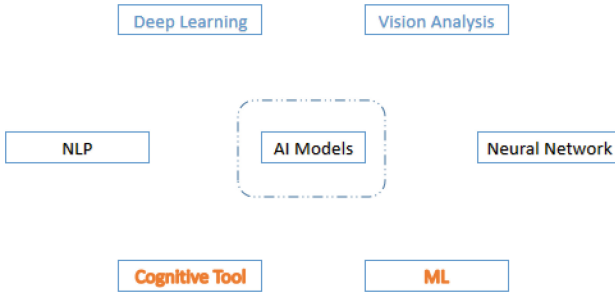 Deep Learning
Vision Analysis
NLP
AI Models
Neural Network
Cognitive Tool
ML